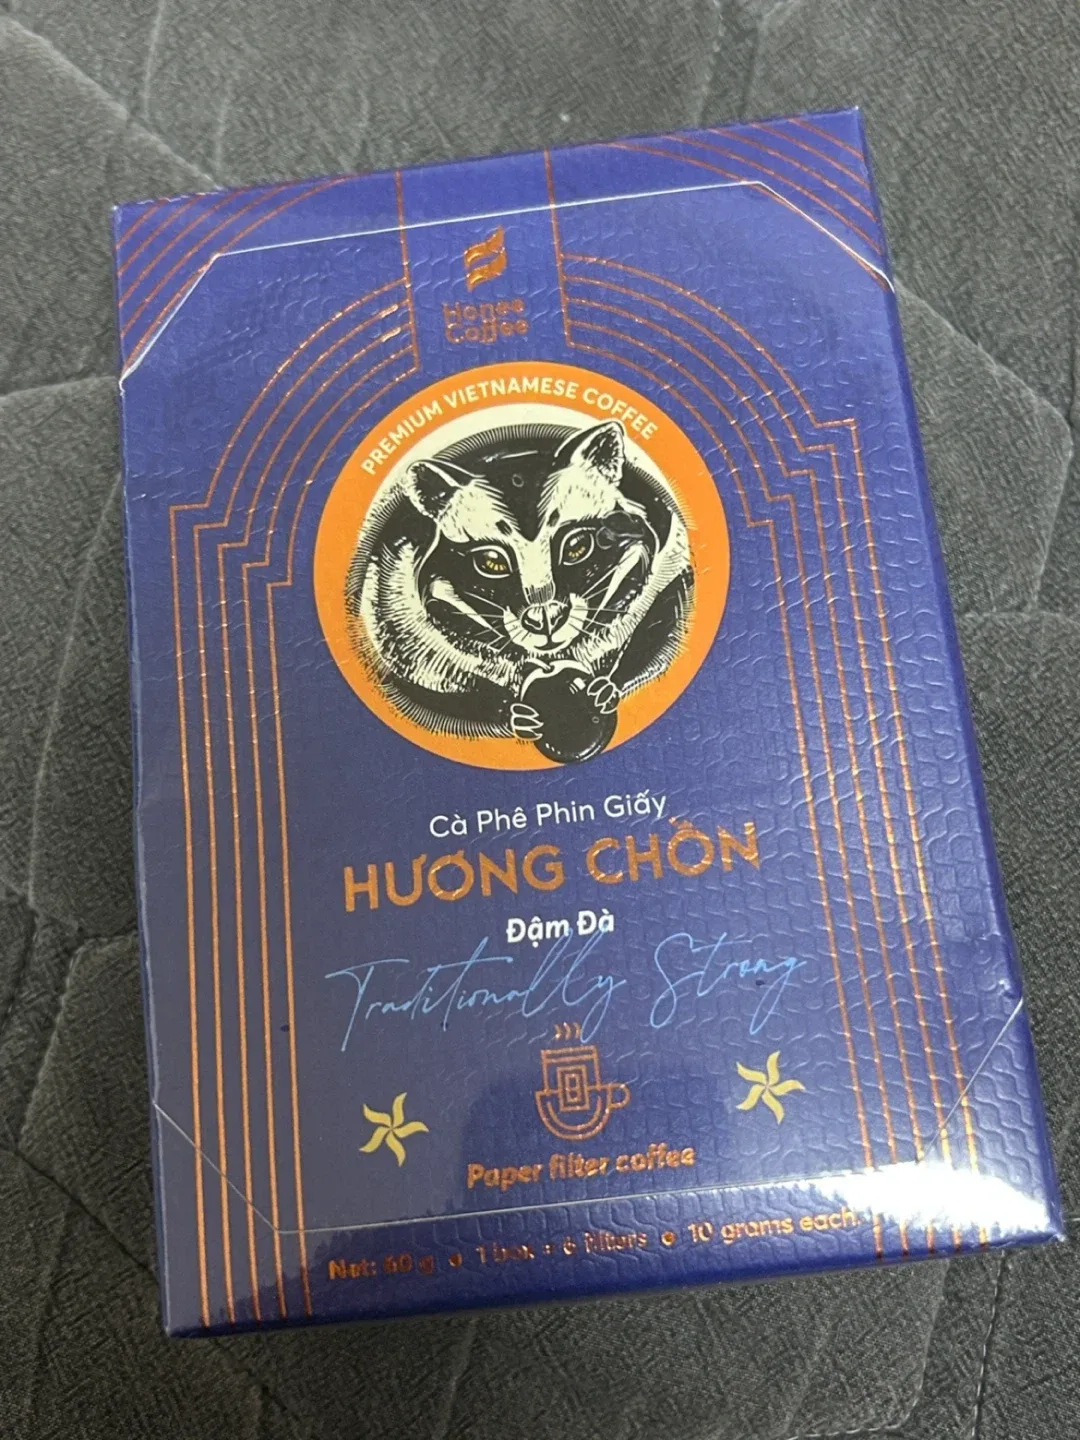 Honee
Coffee
PREMIUM VIETNAMESE COFFEE
Cà Phê Phin Giấy
HƯƠNG CHỒN
Đậm Đà
Traditionally Strong
Paper filter coffee
Net: 60 g • 1 box = 6 filters • 10 grams each.